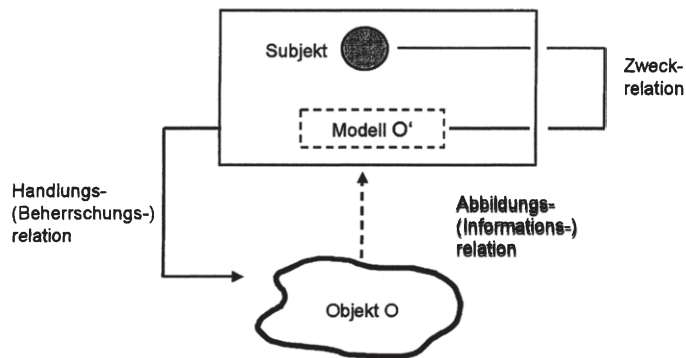 Subjekt
Zweck-
relation
Modell O‘
Handlungs-
(Beherrschungs-)
relation
Abbildungs-
(Informations-)
relation
Objekt O